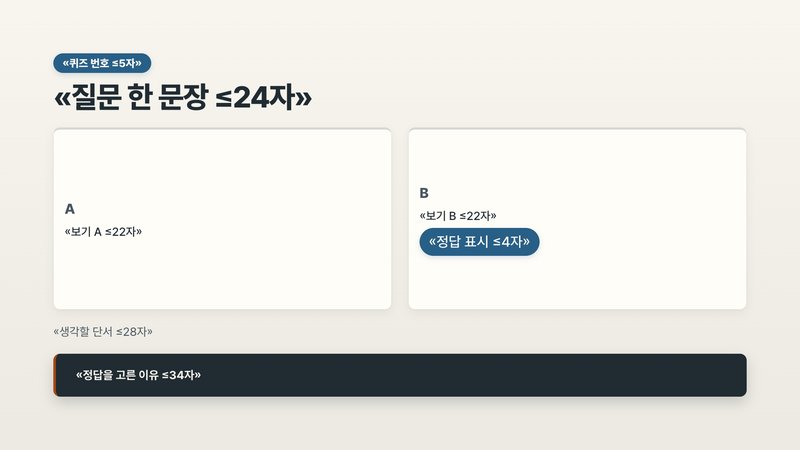 «퀴즈 번호 ≤5자»
«질문 한 문장 ≤24자»
A
«보기 A ≤22자»
B
«보기 B ≤22자»
«정답 표시 ≤4자»
«생각할 단서 ≤28자»
«정답을 고른 이유 ≤34자»